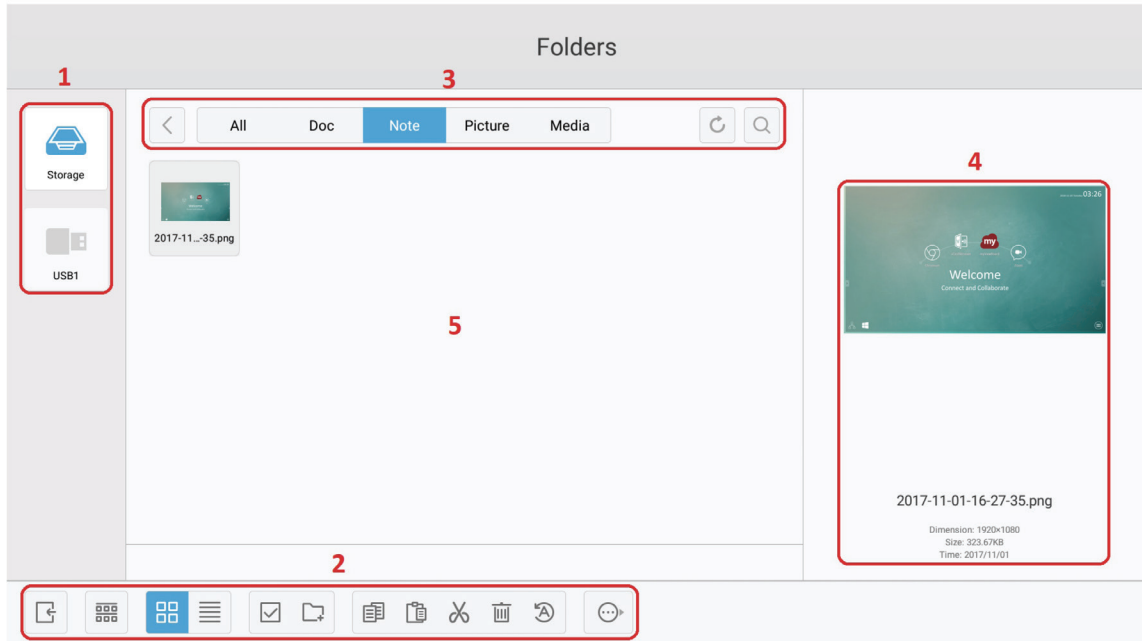 Folders
1
3
All Doc Note Picture Media
Storage
USB1
2017-11...-35.png
4
03:26
my
Welcome
Connect and Collaborate
5
2017-11-01-16-27-35.png
Dimension: 1920×1080
Size: 323.67KB
Time: 2017/11/01
2